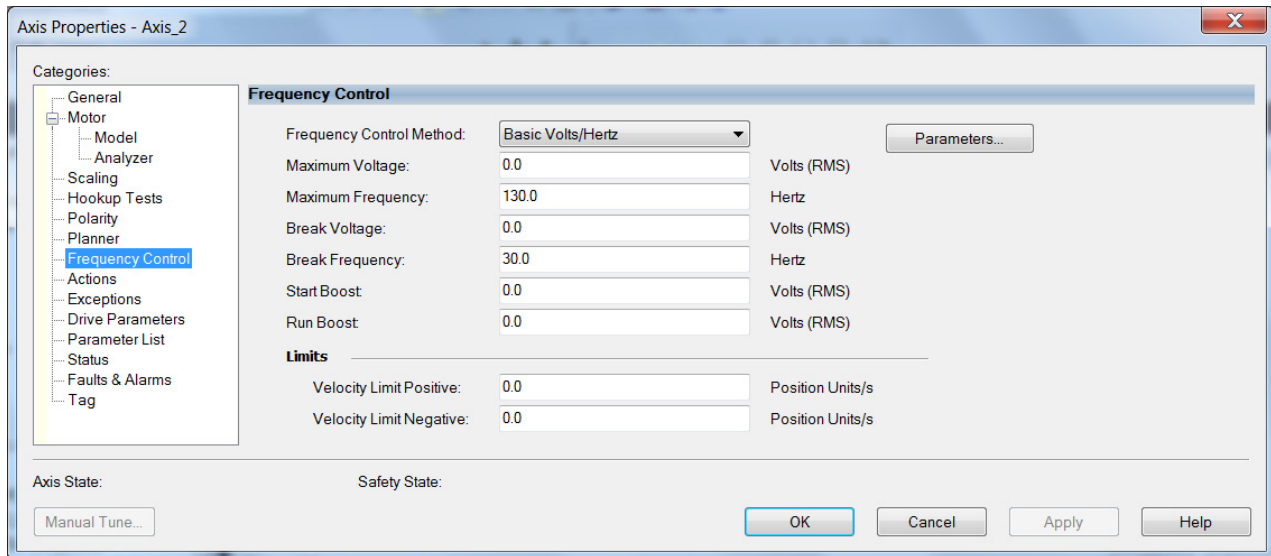 Axis Properties - Axis_2
X
Categories:
General
Motor
Model
Analyzer
Scaling
Hookup Tests
Polarity
Planner
Frequency Control
Actions
Exceptions
Drive Parameters
Parameter List
Status
Faults & Alarms
Tag
Frequency Control
Frequency Control Method: Basic Volts/Hertz Parameters...
Maximum Voltage: 0.0 Volts (RMS)
Maximum Frequency: 130.0 Hertz
Break Voltage: 0.0 Volts (RMS)
Break Frequency: 30.0 Hertz
Start Boost: 0.0 Volts (RMS)
Run Boost: 0.0 Volts (RMS)
Limits
Velocity Limit Positive: 0.0 Position Units/s
Velocity Limit Negative: 0.0 Position Units/s
Axis State: Safety State:
Manual Tune... OK Cancel Apply Help